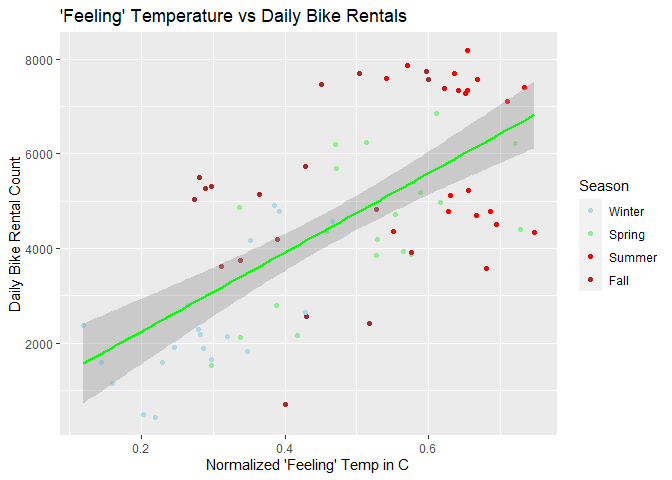 'Feeling' Temperature vs Daily Bike Rentals
8000
6000
4000
2000
Daily Bike Rental Count
0.2 0.4 0.6
Normalized 'Feeling' Temp in C
Season
Winter
Spring
Summer
Fall